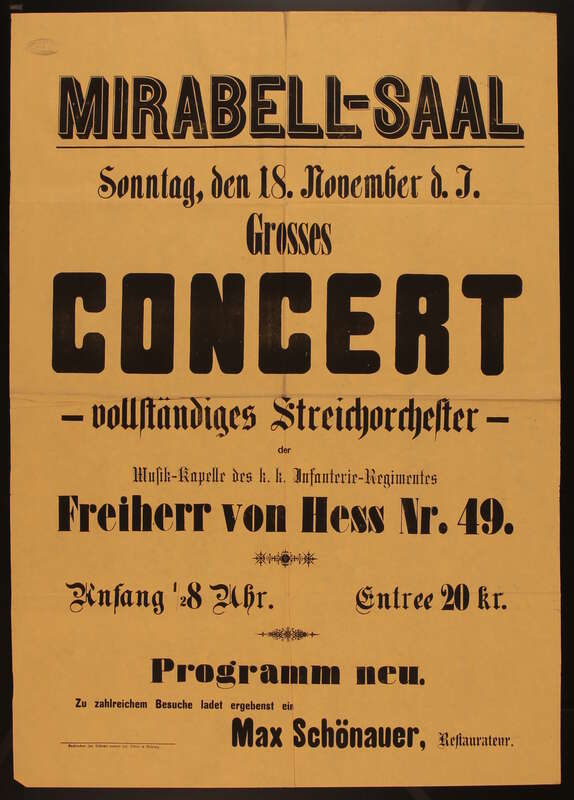 MIRABELL-SAAL
Sonntag, den 18. November d. J.
Grosses
CONCERT
– vollständiges Streichorchester –
der
Musik-Kapelle des k. k. Infanterie-Regimentes
Freiherr von Hess Nr. 49.
Anfang ½8 Uhr. Entree 20 kr.
Programm neu.
Zu zahlreichem Besuche ladet ergebenst ein
Max Schönauer, Restaurateur.